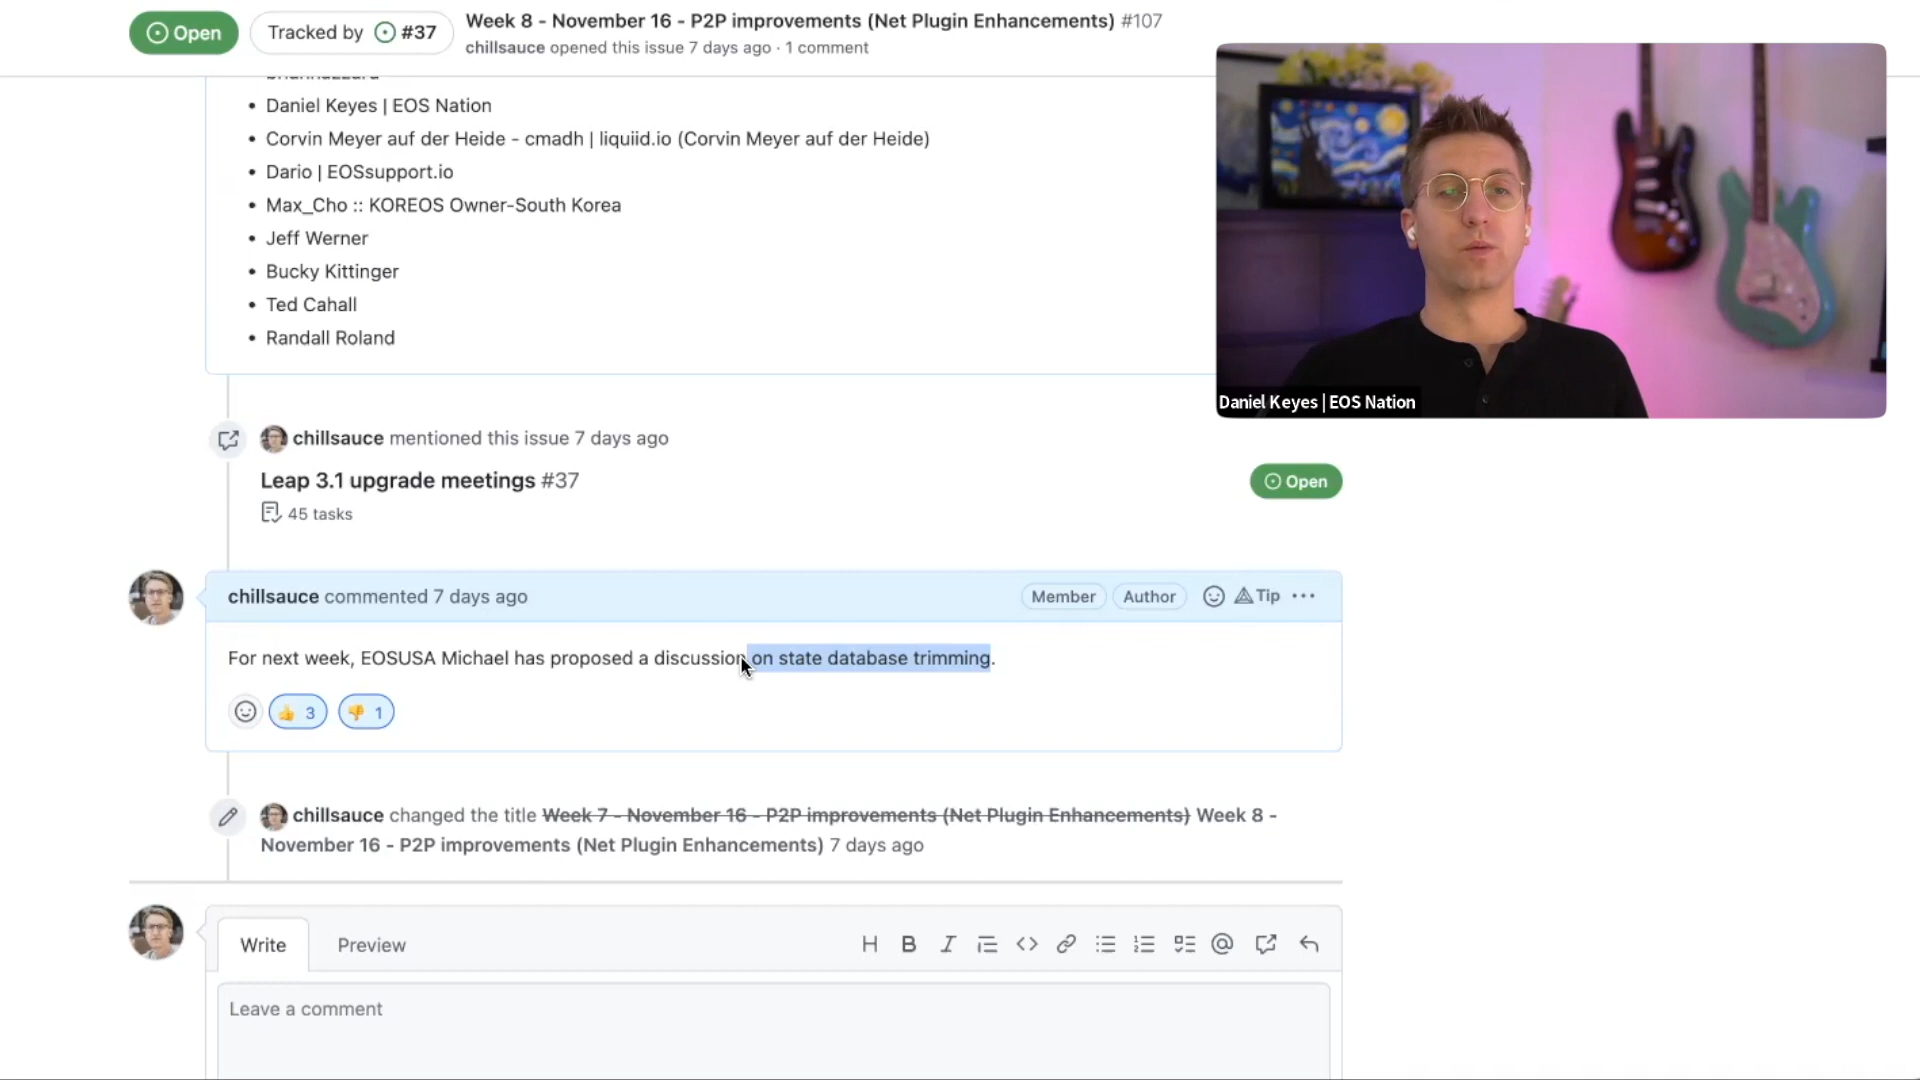 Open
Tracked by #37
Week 8 - November 16 - P2P improvements (Net Plugin Enhancements) #107
chillsauce opened this issue 7 days ago · 1 comment
Daniel Keyes | EOS Nation
Corvin Meyer auf der Heide - cmadh | liquiid.io (Corvin Meyer auf der Heide)
Dario | EOSsupport.io
Max_Cho :: KOREOS Owner-South Korea
Jeff Werner
Bucky Kittinger
Ted Cahall
Randall Roland
Daniel Keyes | EOS Nation
chillsauce mentioned this issue 7 days ago
Leap 3.1 upgrade meetings #37
Open
45 tasks
chillsauce commented 7 days ago
Member
Author
Tip
For next week, EOSUSA Michael has proposed a discussion on state database trimming.
👍 3
👎 1
chillsauce changed the title Week 7 - November 16 - P2P improvements (Net Plugin Enhancements) Week 8 -
November 16 - P2P improvements (Net Plugin Enhancements) 7 days ago
Write
Preview
Leave a comment